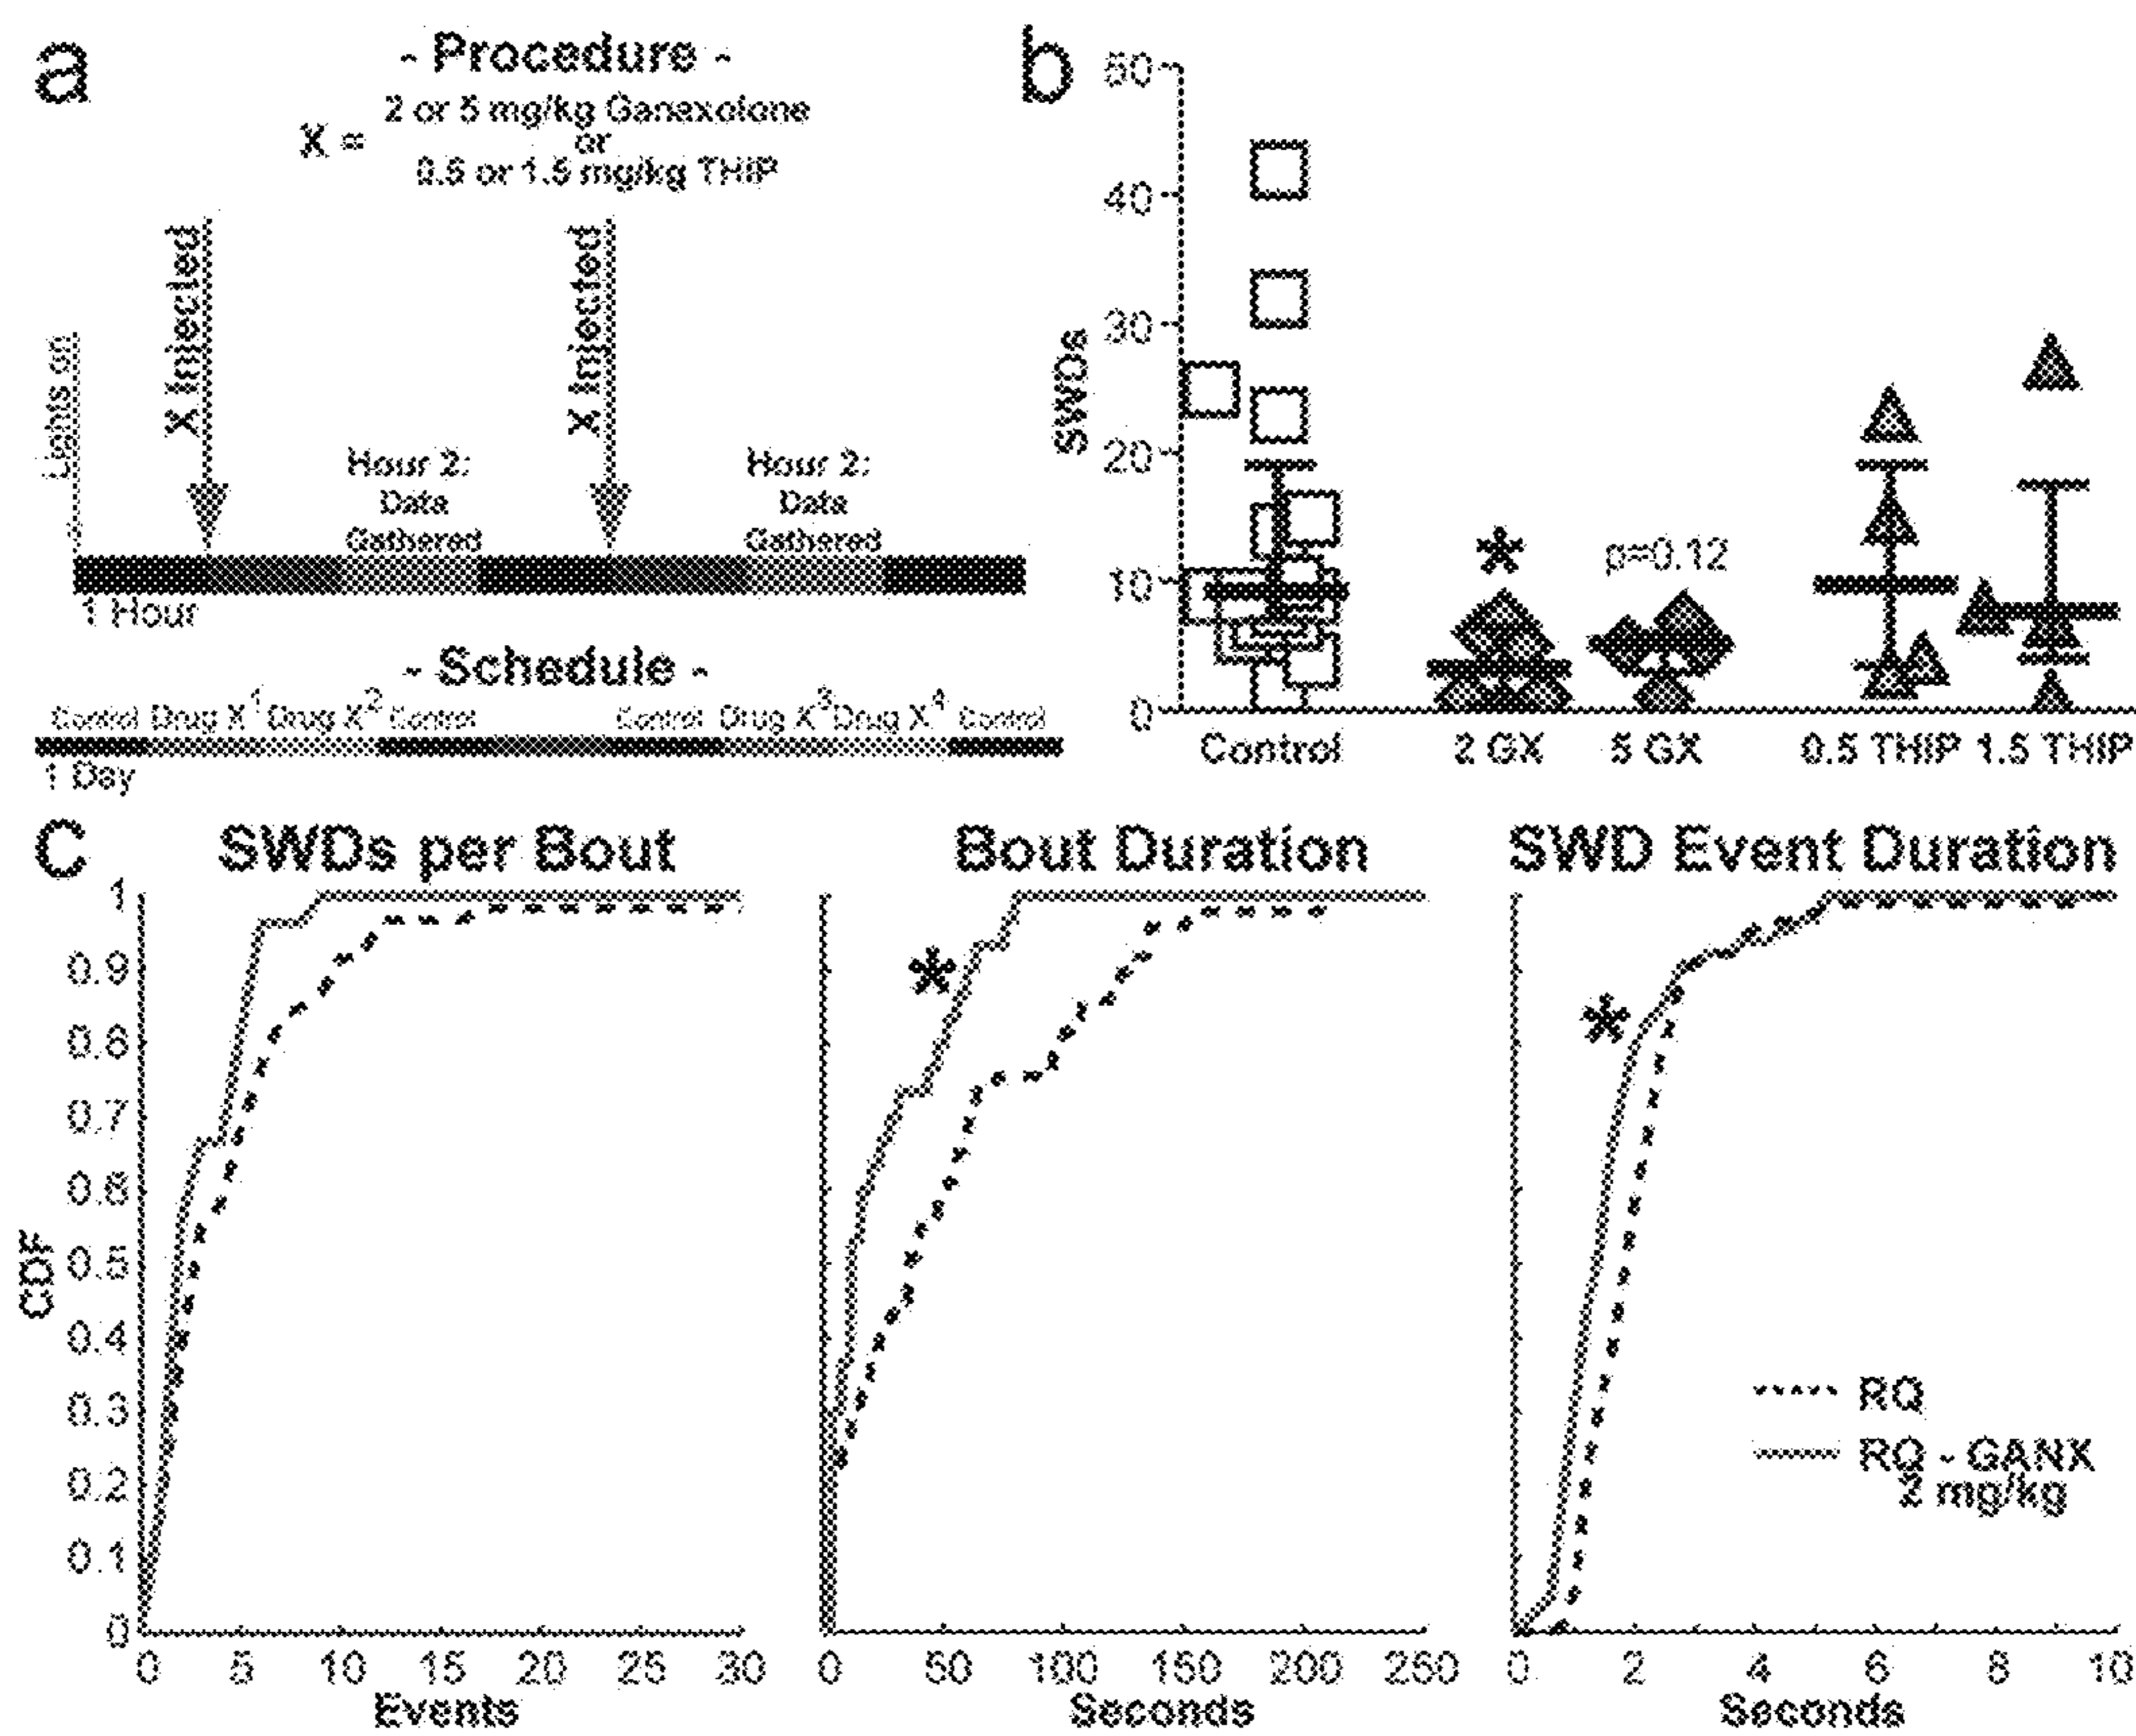 a
- Procedure -
X = 2 or 5 mg/kg Ganaxolone
or
0.5 or 1.5 mg/kg THIP
Lights on
X Injected
X Injected
Hour 2:
Data
Gathered
Hour 2:
Data
Gathered
1 Hour
- Schedule -
Control Drug X1 Drug X2 Control Control Drug X3 Drug X4 Control
1 Day
b
SWDs
50
40
30
20
10
0
*
p=0.12
Control 2 GX 5 GX 0.5 THIP 1.5 THIP
c
SWDs per Bout
CDF
1
0.9
0.8
0.7
0.6
0.5
0.4
0.3
0.2
0.1
0
0 5 10 15 20 25 30
Events
Bout Duration
*
0 50 100 150 200 250
Seconds
SWD Event Duration
*
RQ
RQ - GANX
2 mg/kg
0 2 4 6 8 10
Seconds